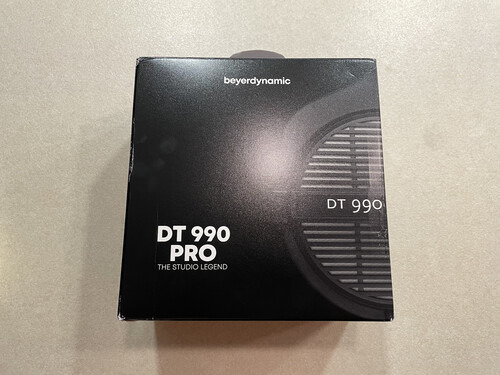 beyerdynamic
DT 990
DT 990
PRO
THE STUDIO LEGEND